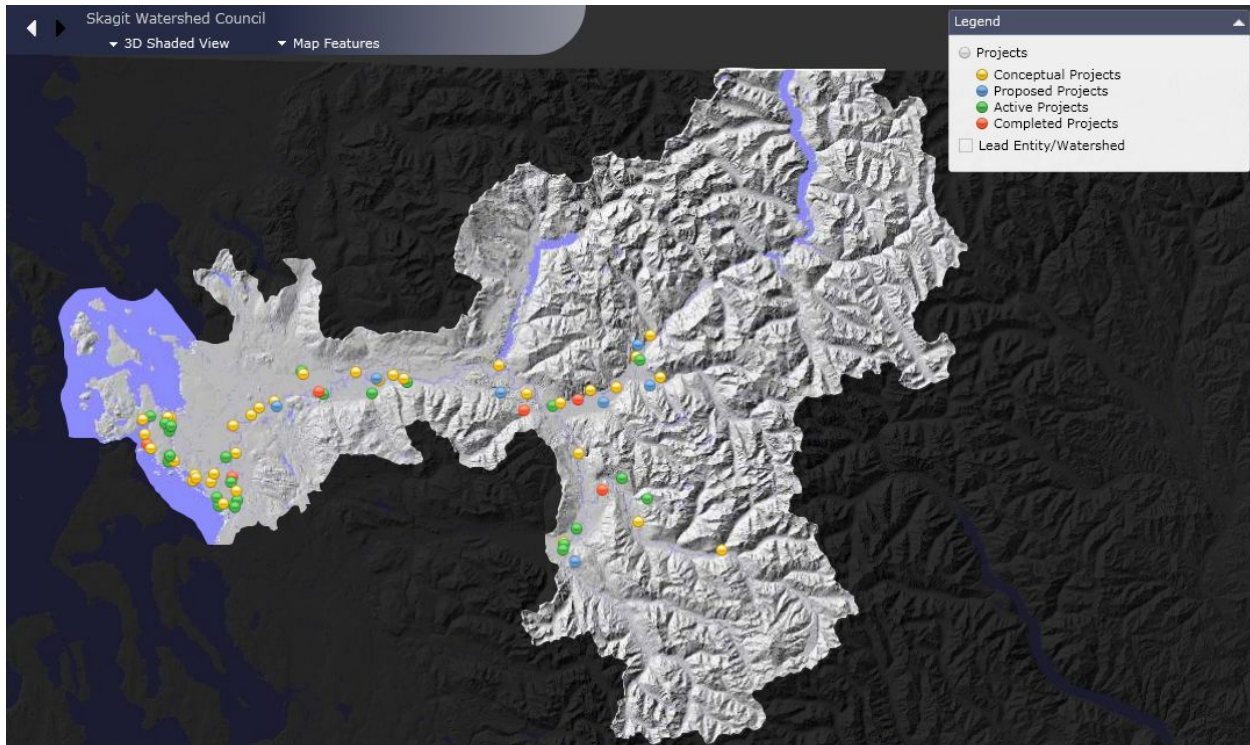 Skagit Watershed Council
3D Shaded View
Map Features
Legend
Projects
Conceptual Projects
Proposed Projects
Active Projects
Completed Projects
Lead Entity/Watershed